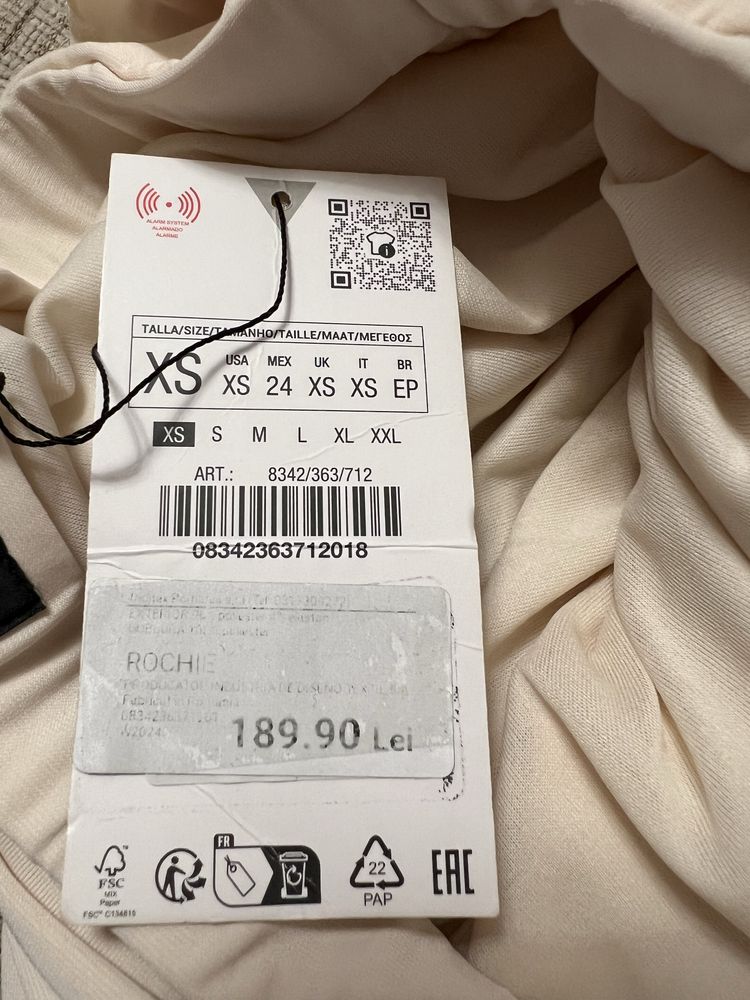 ALARM SYSTEM
ALARMADO
ALARME
TALLA/SIZE/TAMANHO/TAILLE/MAAT/ΜΕΓΕΘΟΣ
XS
USA MEX UK IT BR
XS 24 XS XS EP
XS S M L XL XXL
ART.: 8342/363/712
08342363712018
ROCHIE
189.90 Lei
FR
FSC™
MIX
Paper
22
PAP
EAC